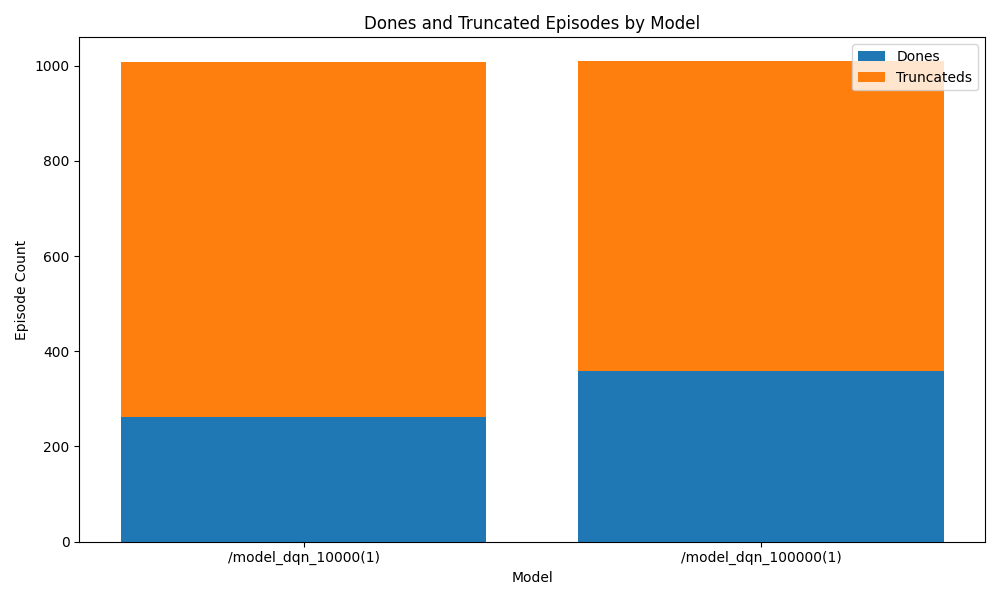 Dones and Truncated Episodes by Model
Dones
Truncateds
Episode Count
1000
800
600
400
200
0
/model_dqn_10000(1)
/model_dqn_100000(1)
Model